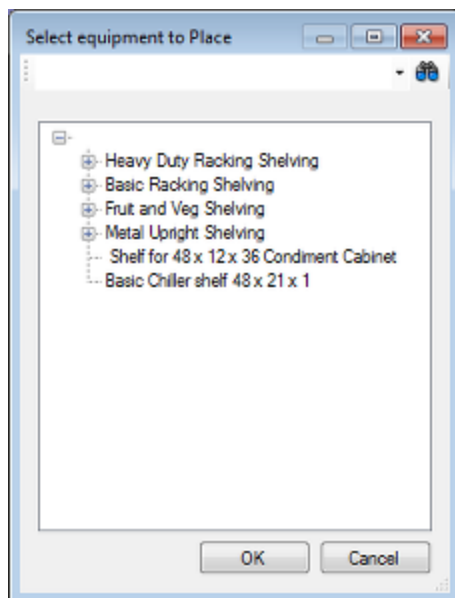 Select equipment to Place
Heavy Duty Racking Shelving
Basic Racking Shelving
Fruit and Veg Shelving
Metal Upright Shelving
Shelf for 48 x 12 x 36 Condiment Cabinet
Basic Chiller shelf 48 x 21 x 1
OK Cancel